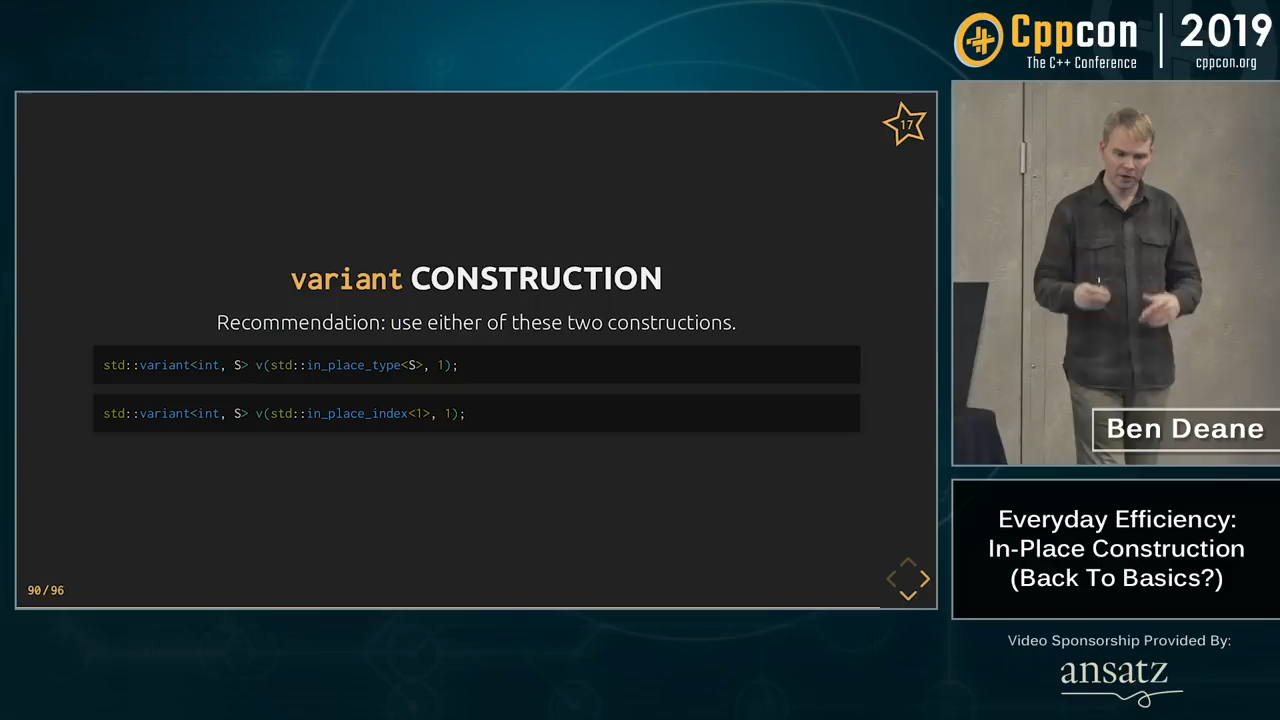 Cppcon | 2019
The C++ Conference
cppcon.org
17
variant CONSTRUCTION
Recommendation: use either of these two constructions.
std::variant<int, S> v(std::in_place_type<S>, 1);
std::variant<int, S> v(std::in_place_index<1>, 1);
90/96
Ben Deane
Everyday Efficiency:
In-Place Construction
(Back To Basics?)
Video Sponsorship Provided By:
ansatz